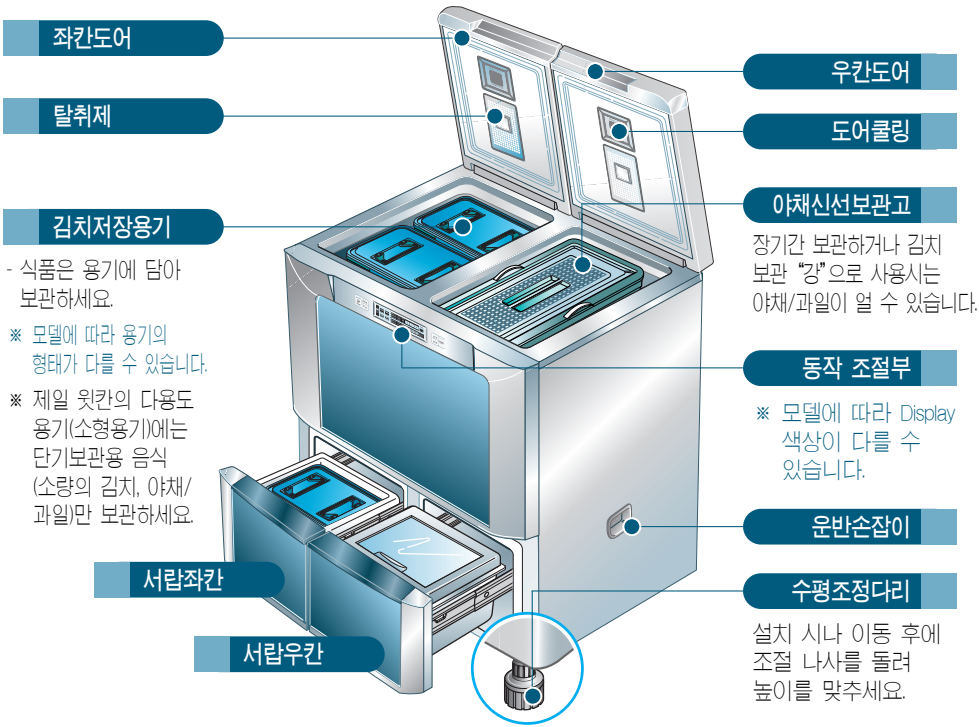 좌칸도어
탈취제
김치저장용기
- 식품은 용기에 담아
보관하세요.
※ 모델에 따라 용기의
형태가 다를 수 있습니다.
※ 제일 윗칸의 다용도
용기(소형용기)에는
단기보관용 음식
(소량의 김치, 야채/
과일)만 보관하세요.
서랍좌칸
서랍우칸
우칸도어
도어쿨링
야채신선보관고
장기간 보관하거나 김치
보관 “강”으로 사용시는
야채/과일이 얼 수 있습니다.
동작 조절부
※ 모델에 따라 Display
색상이 다를 수
있습니다.
운반손잡이
수평조정다리
설치 시나 이동 후에
조절 나사를 돌려
높이를 맞추세요.